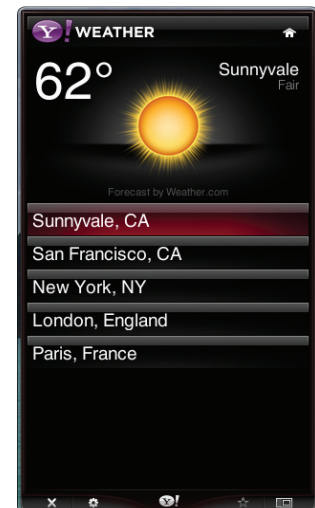 Y! WEATHER
62°
Sunnyvale
Fair
Forecast by Weather.com
Sunnyvale, CA
San Francisco, CA
New York, NY
London, England
Paris, France
Y!